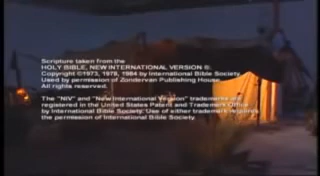 Scripture taken from the
HOLY BIBLE, NEW INTERNATIONAL VERSION ®.
Copyright ©1973, 1978, 1984 by International Bible Society.
Used by permission of Zondervan Publishing House.
All rights reserved.
The "NIV" and "New International Version" trademarks are
registered in the United States Patent and Trademark Office
by International Bible Society. Use of either trademark requires
the permission of International Bible Society.